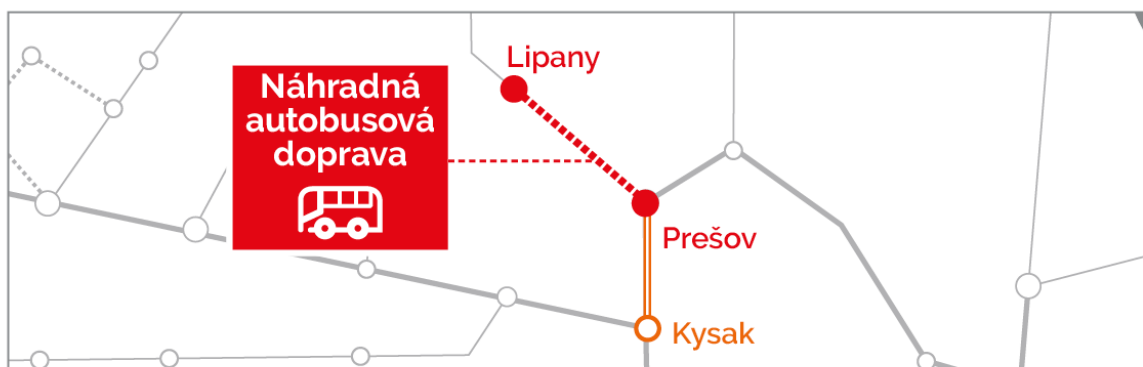 Lipany
Náhradná
autobusová
doprava
Prešov
Kysak